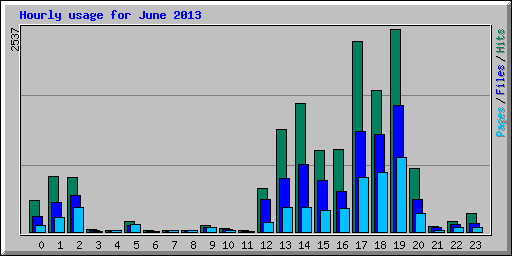 Hourly usage for June 2013
2537
Pages/Files/Hits
0 1 2 3 4 5 6 7 8 9 10 11 12 13 14 15 16 17 18 19 20 21 22 23